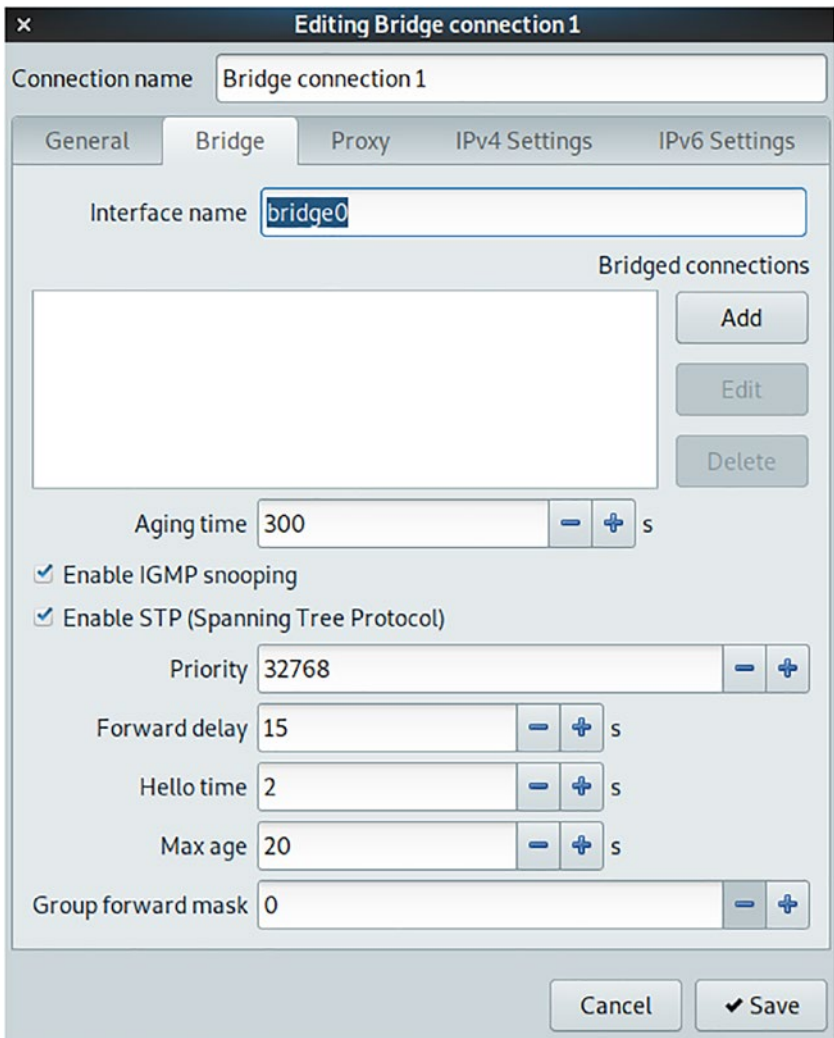 Editing Bridge connection 1
Connection name Bridge connection 1
General Bridge Proxy IPv4 Settings IPv6 Settings
Interface name bridge0
Bridged connections
Add
Edit
Delete
Aging time 300 s
Enable IGMP snooping
Enable STP (Spanning Tree Protocol)
Priority 32768
Forward delay 15 s
Hello time 2 s
Max age 20 s
Group forward mask 0
Cancel Save